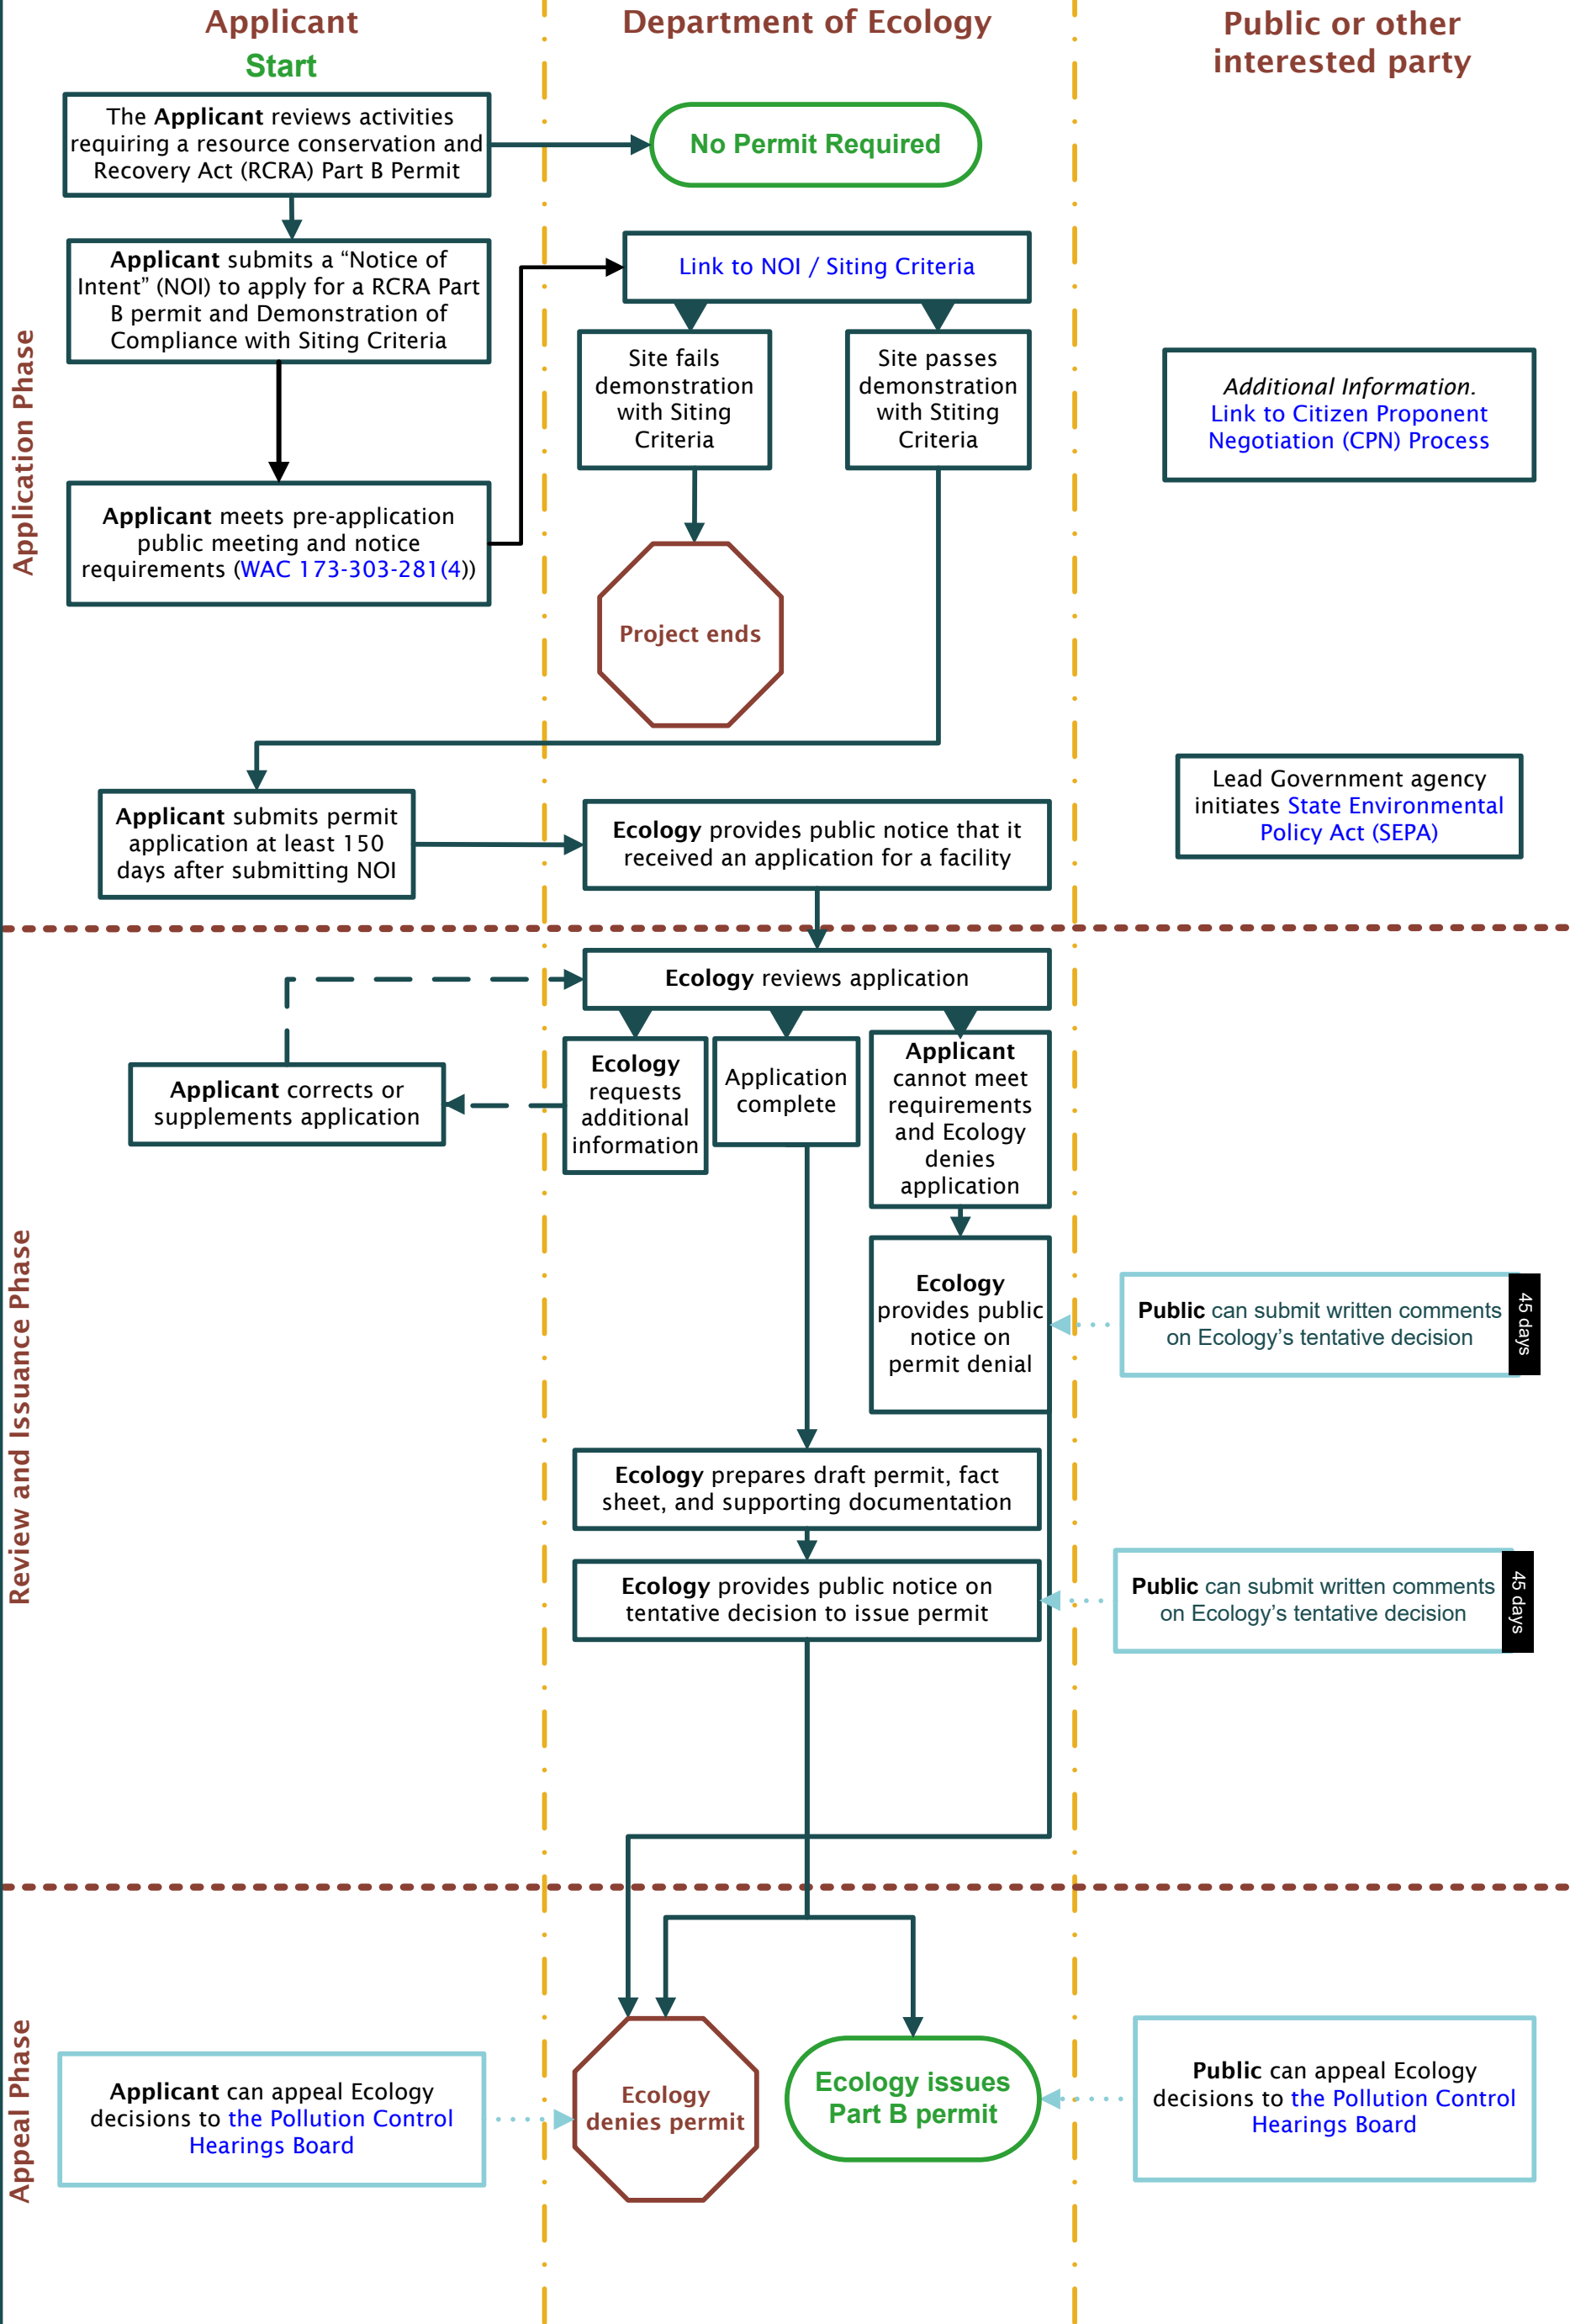 Applicant
Start
Department of Ecology
Public or other
interested party
Application Phase
The Applicant reviews activities
requiring a resource conservation and
Recovery Act (RCRA) Part B Permit
No Permit Required
Applicant submits a “Notice of
Intent” (NOI) to apply for a RCRA Part
B permit and Demonstration of
Compliance with Siting Criteria
Link to NOI / Siting Criteria
Site fails
demonstration
with Siting
Criteria
Site passes
demonstration
with Stiting
Criteria
Additional Information.
Link to Citizen Proponent
Negotiation (CPN) Process
Applicant meets pre-application
public meeting and notice
requirements (WAC 173-303-281(4))
Project ends
Applicant submits permit
application at least 150
days after submitting NOI
Ecology provides public notice that it
received an application for a facility
Lead Government agency
initiates State Environmental
Policy Act (SEPA)
Review and Issuance Phase
Ecology reviews application
Applicant corrects or
supplements application
Ecology
requests
additional
information
Application
complete
Applicant
cannot meet
requirements
and Ecology
denies
application
Ecology
provides public
notice on
permit denial
Public can submit written comments
on Ecology’s tentative decision
45 days
Ecology prepares draft permit, fact
sheet, and supporting documentation
Ecology provides public notice on
tentative decision to issue permit
Public can submit written comments
on Ecology’s tentative decision
45 days
Appeal Phase
Applicant can appeal Ecology
decisions to the Pollution Control
Hearings Board
Ecology
denies permit
Ecology issues
Part B permit
Public can appeal Ecology
decisions to the Pollution Control
Hearings Board